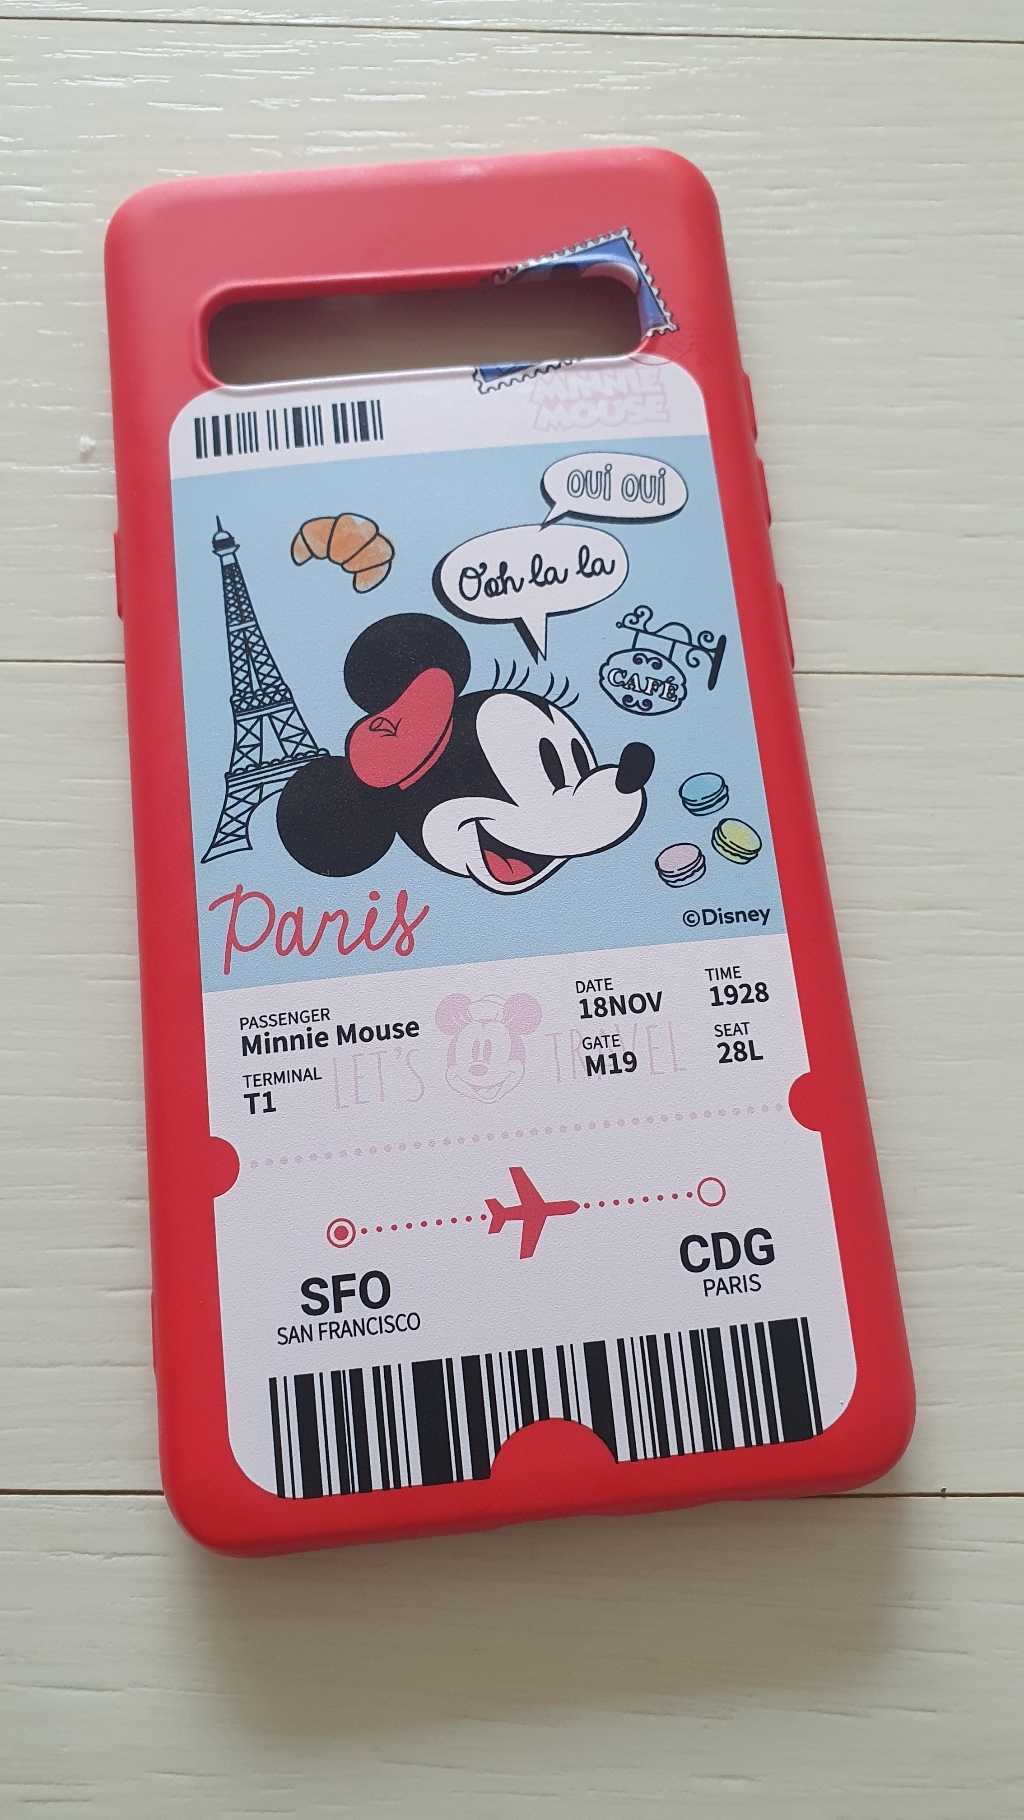 MINNIE
MOUSE
OUI OUI
Ooh la la
CAFÉ
Paris
©Disney
PASSENGER
Minnie Mouse
TERMINAL
T1
DATE
18NOV
TIME
1928
GATE
M19
SEAT
28L
LET'S TRAVEL
SFO
SAN FRANCISCO
CDG
PARIS